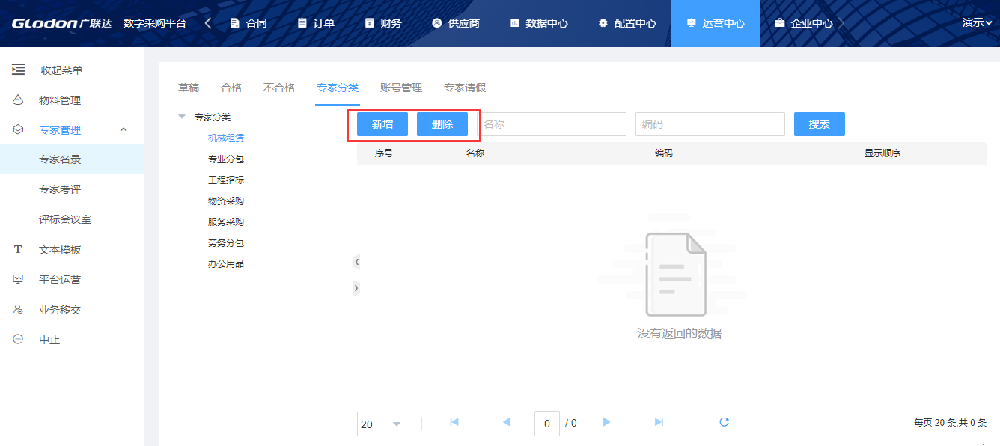 GLodon广联达 数字采购平台 合同 订单 财务 供应商 数据中心 配置中心 运营中心 企业中心 演示
收起菜单
物料管理
专家管理
专家名录
专家考评
评标会议室
文本模板
平台运营
业务移交
中止
草稿 合格 不合格 专家分类 账号管理 专家请假
专家分类
机械租赁
专业分包
工程招标
物资采购
服务采购
劳务分包
办公用品
新增 删除 名称 编码 搜索
序号 名称 编码 显示顺序
没有返回的数据
20 0 / 0 每页 20 条,共 0 条